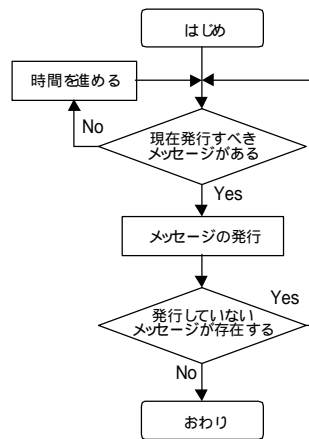 はじめ
時間を進める
No
現在発行すべき
メッセージがある
Yes
メッセージの発行
発行していない
メッセージが存在する
Yes
No
おわり